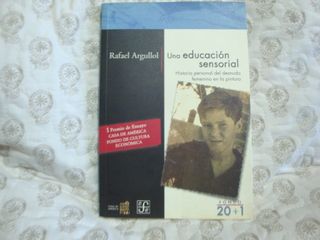 Rafael Argullol
Una educación
sensorial
Historia personal del desnudo
femenino en la pintura
I Premio de Ensayo
CASA DE AMÉRICA
FONDO DE CULTURA
ECONÓMICA
20+1